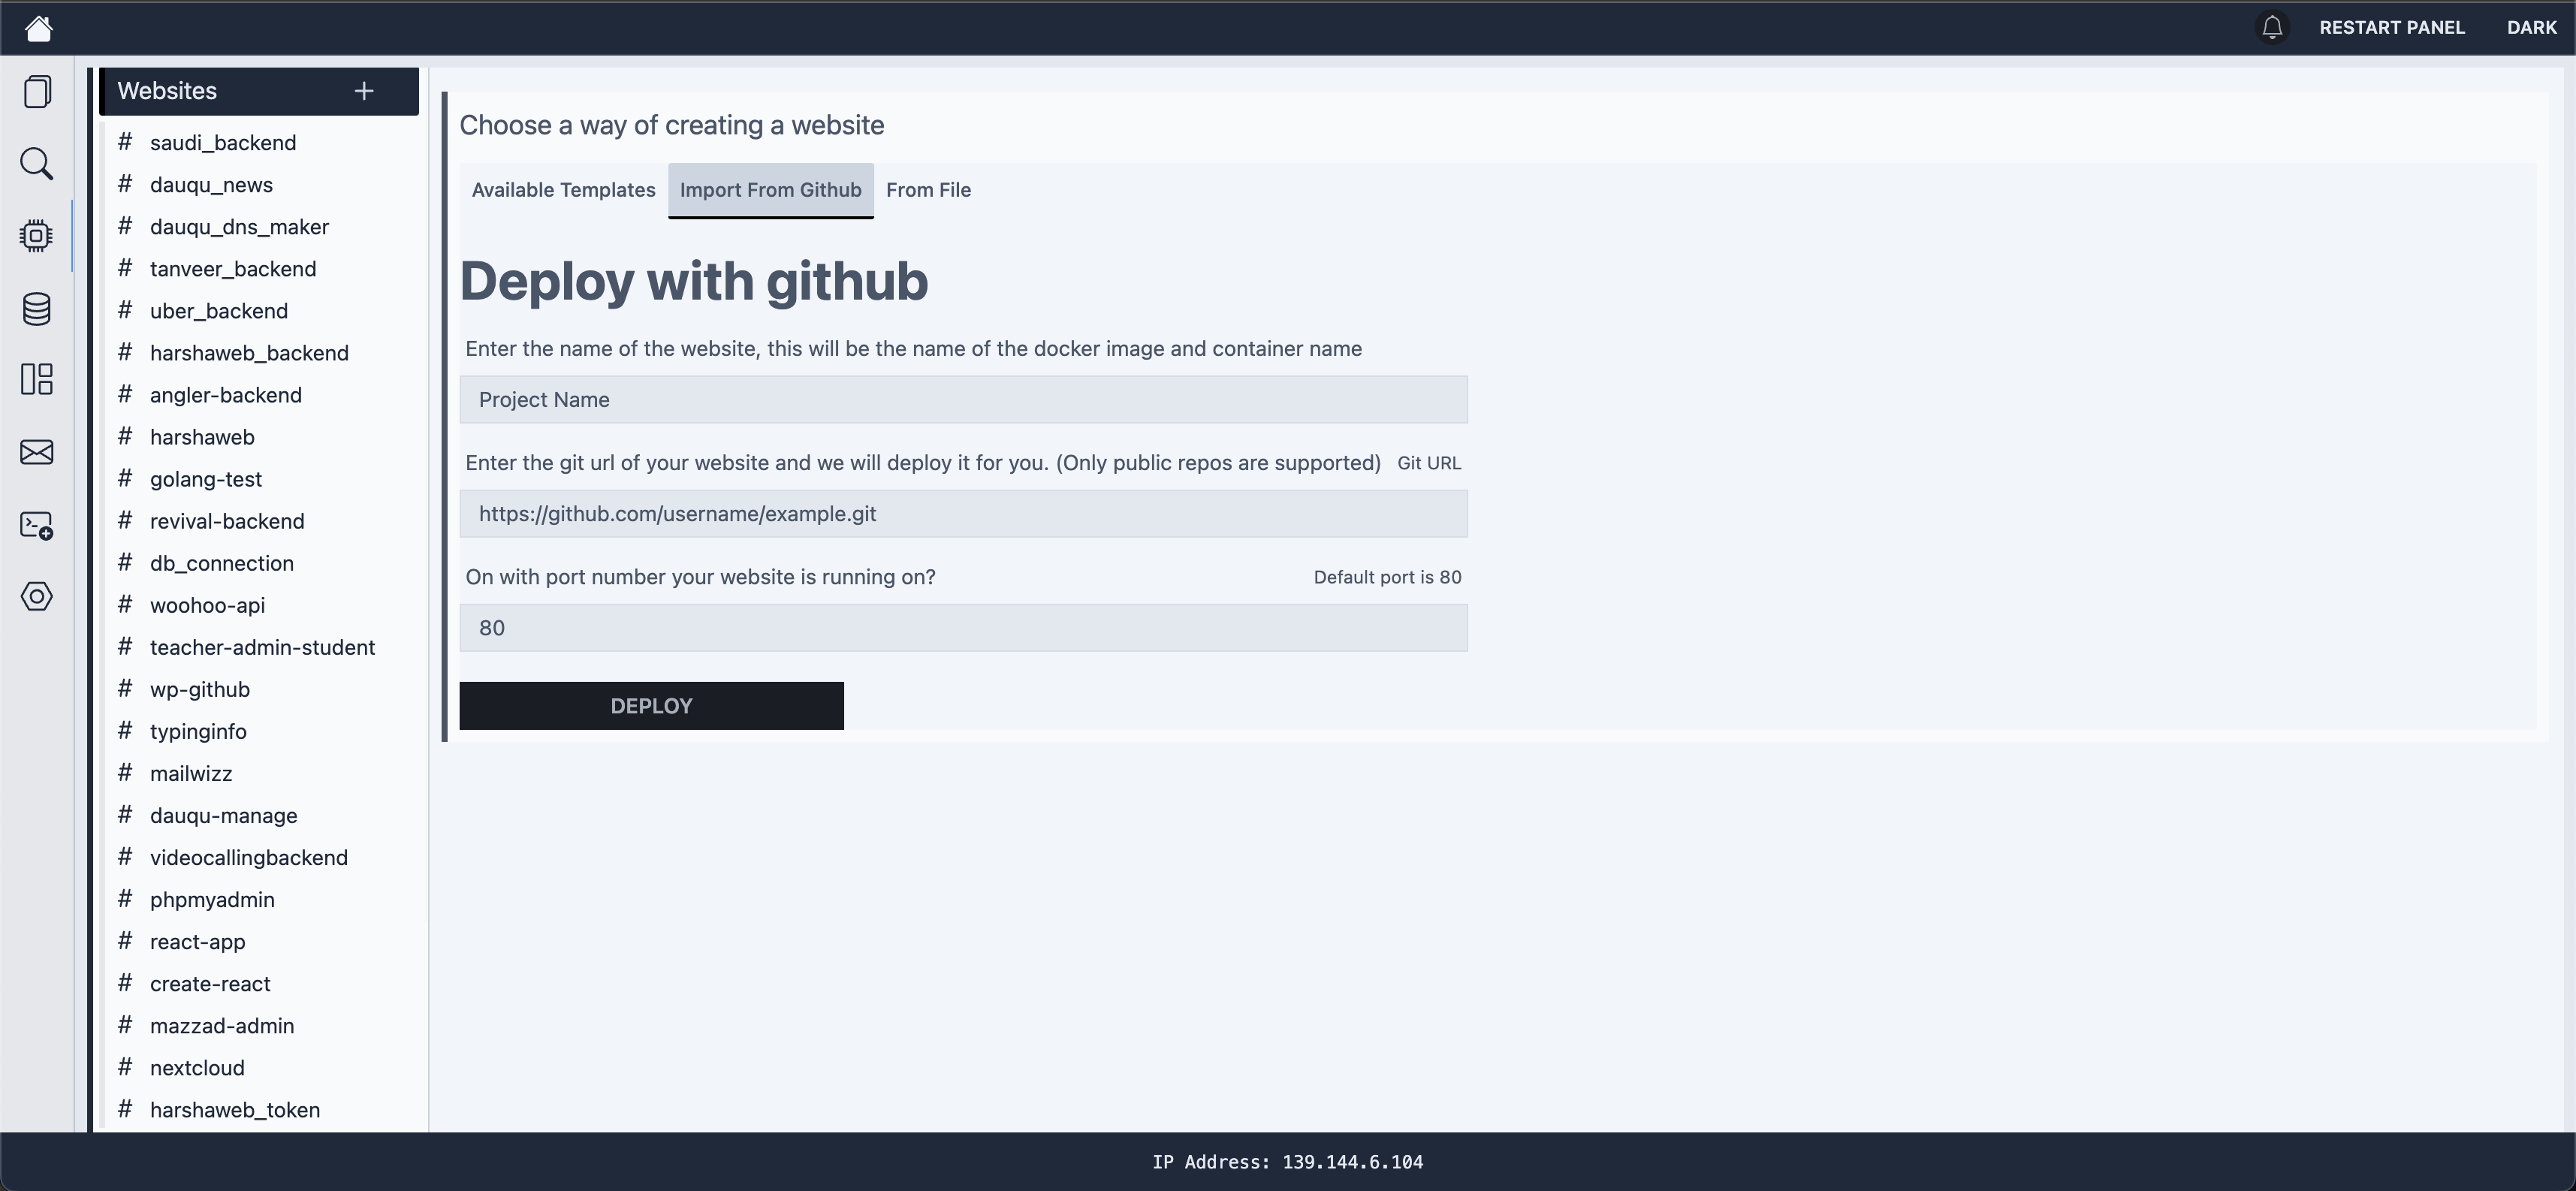 RESTART PANEL DARK
Websites +
# saudi_backend
# dauqu_news
# dauqu_dns_maker
# tanveer_backend
# uber_backend
# harshaweb_backend
# angler-backend
# harshaweb
# golang-test
# revival-backend
# db_connection
# woohoo-api
# teacher-admin-student
# wp-github
# typinginfo
# mailwizz
# dauqu-manage
# videocallingbackend
# phpmyadmin
# react-app
# create-react
# mazzad-admin
# nextcloud
# harshaweb_token
Choose a way of creating a website
Available Templates Import From Github From File
Deploy with github
Enter the name of the website, this will be the name of the docker image and container name
Project Name
Enter the git url of your website and we will deploy it for you. (Only public repos are supported) Git URL
https://github.com/username/example.git
On with port number your website is running on? Default port is 80
80
DEPLOY
IP Address: 139.144.6.104